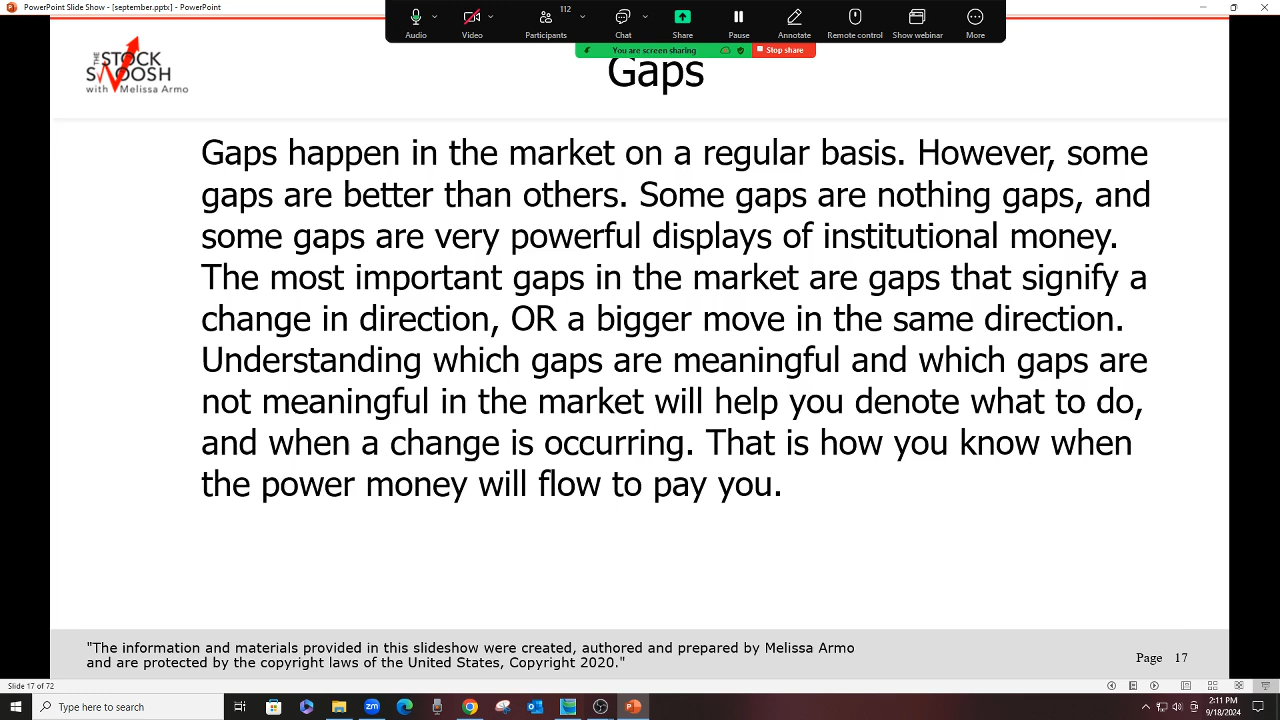 PowerPoint Slide Show - [september.pptx] - PowerPoint
112
Audio Video Participants Chat Share Pause Annotate Remote control Show webinar More
You are screen sharing Stop share
THE STOCK
SWOOSH
with Melissa Armo
Gaps
Gaps happen in the market on a regular basis. However, some
gaps are better than others. Some gaps are nothing gaps, and
some gaps are very powerful displays of institutional money.
The most important gaps in the market are gaps that signify a
change in direction, OR a bigger move in the same direction.
Understanding which gaps are meaningful and which gaps are
not meaningful in the market will help you denote what to do,
and when a change is occurring. That is how you know when
the power money will flow to pay you.
"The information and materials provided in this slideshow were created, authored and prepared by Melissa Armo
and are protected by the copyright laws of the United States, Copyright 2020."
Page 17
Slide 17 of 72
Type here to search
2:11 PM
9/18/2024